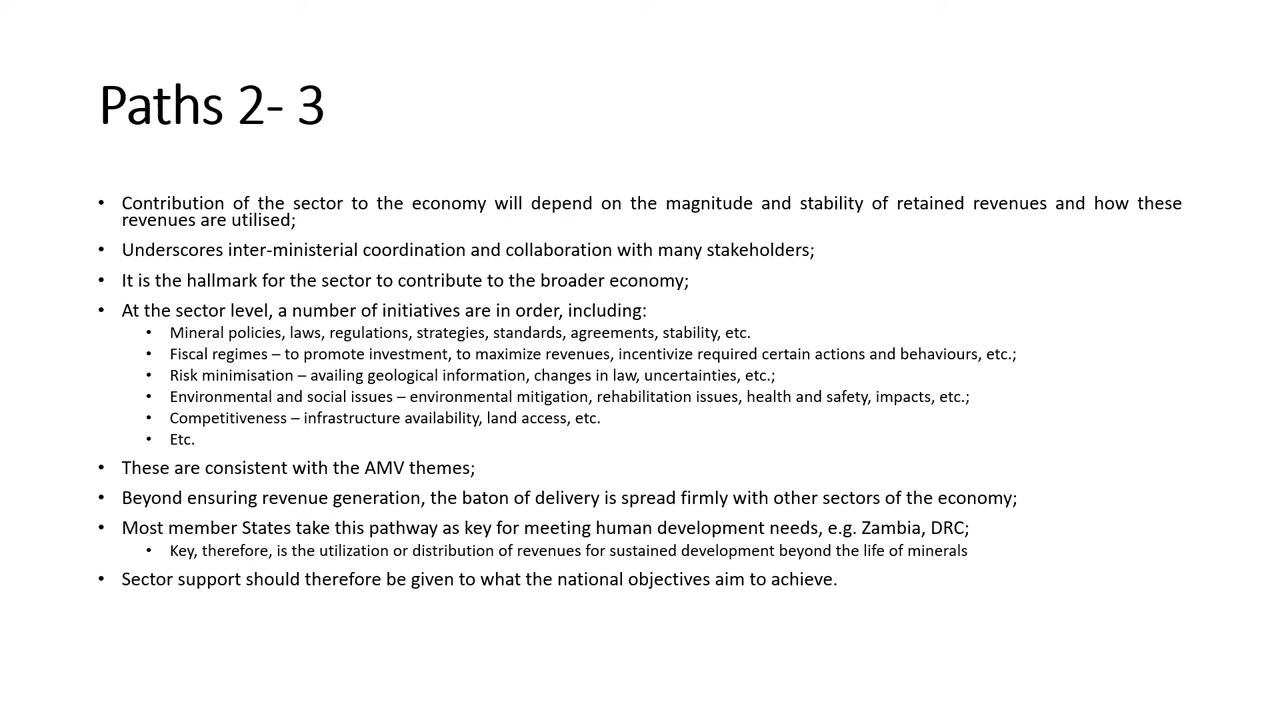 Paths 2- 3
• Contribution of the sector to the economy will depend on the magnitude and stability of retained revenues and how these
revenues are utilised;
• Underscores inter-ministerial coordination and collaboration with many stakeholders;
• It is the hallmark for the sector to contribute to the broader economy;
• At the sector level, a number of initiatives are in order, including:
• Mineral policies, laws, regulations, strategies, standards, agreements, stability, etc.
• Fiscal regimes – to promote investment, to maximize revenues, incentivize required certain actions and behaviours, etc.;
• Risk minimisation – availing geological information, changes in law, uncertainties, etc.;
• Environmental and social issues – environmental mitigation, rehabilitation issues, health and safety, impacts, etc.;
• Competitiveness – infrastructure availability, land access, etc.
• Etc.
• These are consistent with the AMV themes;
• Beyond ensuring revenue generation, the baton of delivery is spread firmly with other sectors of the economy;
• Most member States take this pathway as key for meeting human development needs, e.g. Zambia, DRC;
• Key, therefore, is the utilization or distribution of revenues for sustained development beyond the life of minerals
• Sector support should therefore be given to what the national objectives aim to achieve.